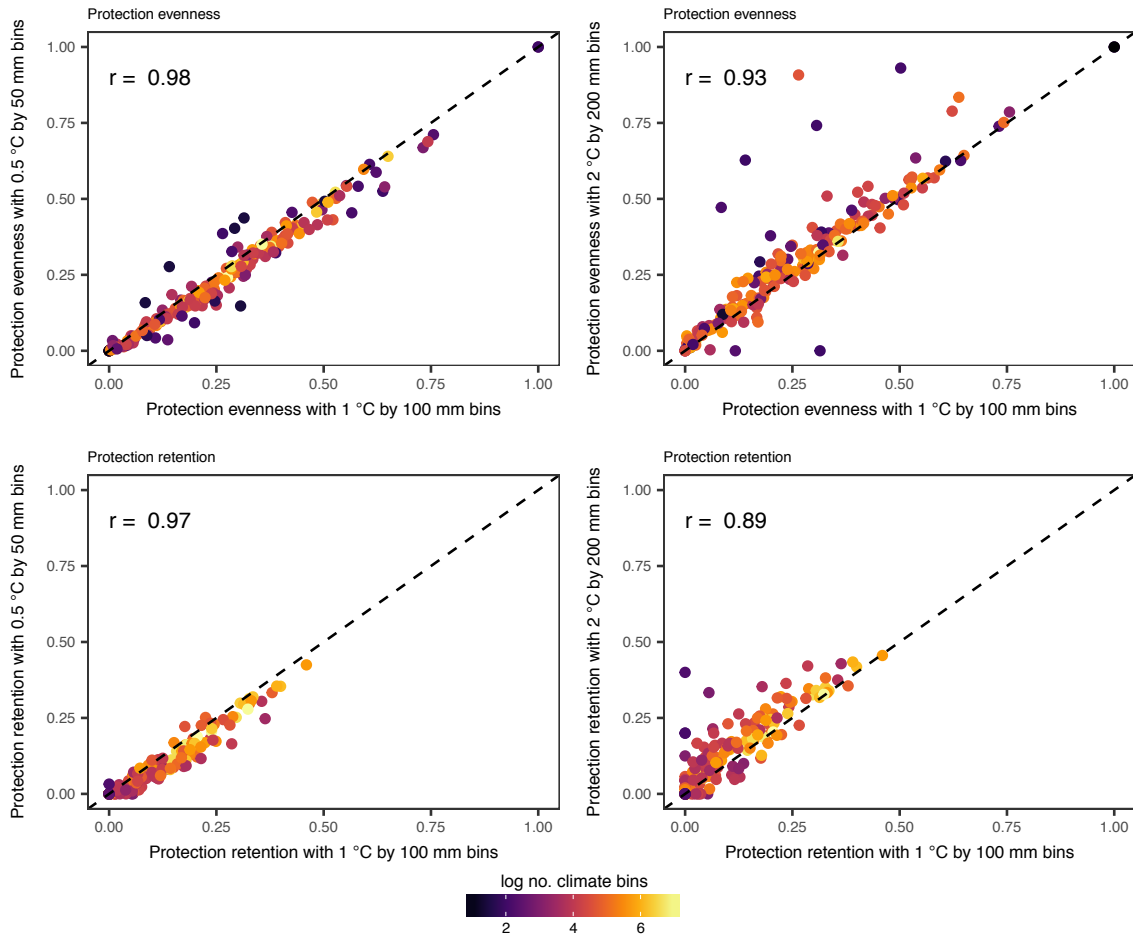 Protection evenness
Protection evenness with 0.5 °C by 50 mm bins
1.00
0.75
0.50
0.25
0.00
r = 0.98
0.00 0.25 0.50 0.75 1.00
Protection evenness with 1 °C by 100 mm bins
Protection evenness
Protection evenness with 2 °C by 200 mm bins
1.00
0.75
0.50
0.25
0.00
r = 0.93
0.00 0.25 0.50 0.75 1.00
Protection evenness with 1 °C by 100 mm bins
Protection retention
Protection retention with 0.5 °C by 50 mm bins
1.00
0.75
0.50
0.25
0.00
r = 0.97
0.00 0.25 0.50 0.75 1.00
Protection retention with 1 °C by 100 mm bins
Protection retention
Protection retention with 2 °C by 200 mm bins
1.00
0.75
0.50
0.25
0.00
r = 0.89
0.00 0.25 0.50 0.75 1.00
Protection retention with 1 °C by 100 mm bins
log no. climate bins
2 4 6